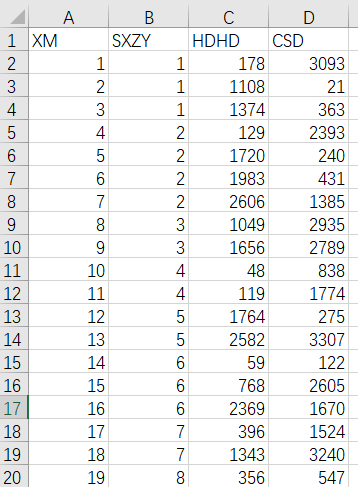 A B C D
1 XM SXZY HDHD CSD
2 1 1 178 3093
3 2 1 1108 21
4 3 1 1374 363
5 4 2 129 2393
6 5 2 1720 240
7 6 2 1983 431
8 7 2 2606 1385
9 8 3 1049 2935
10 9 3 1656 2789
11 10 4 48 838
12 11 4 119 1774
13 12 5 1764 275
14 13 5 2582 3307
15 14 6 59 122
16 15 6 768 2605
17 16 6 2369 1670
18 17 7 396 1524
19 18 7 1343 3240
20 19 8 356 547